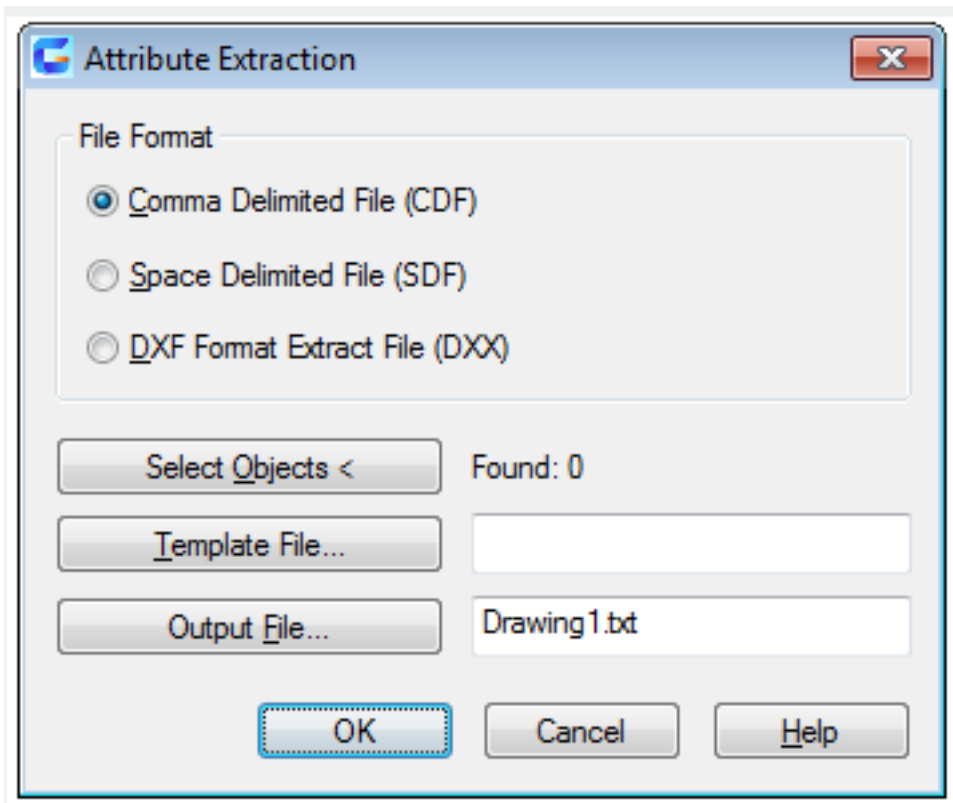 Attribute Extraction
File Format
Comma Delimited File (CDF)
Space Delimited File (SDF)
DXF Format Extract File (DXX)
Select Objects < Found: 0
Template File...
Output File... Drawing1.txt
OK Cancel Help